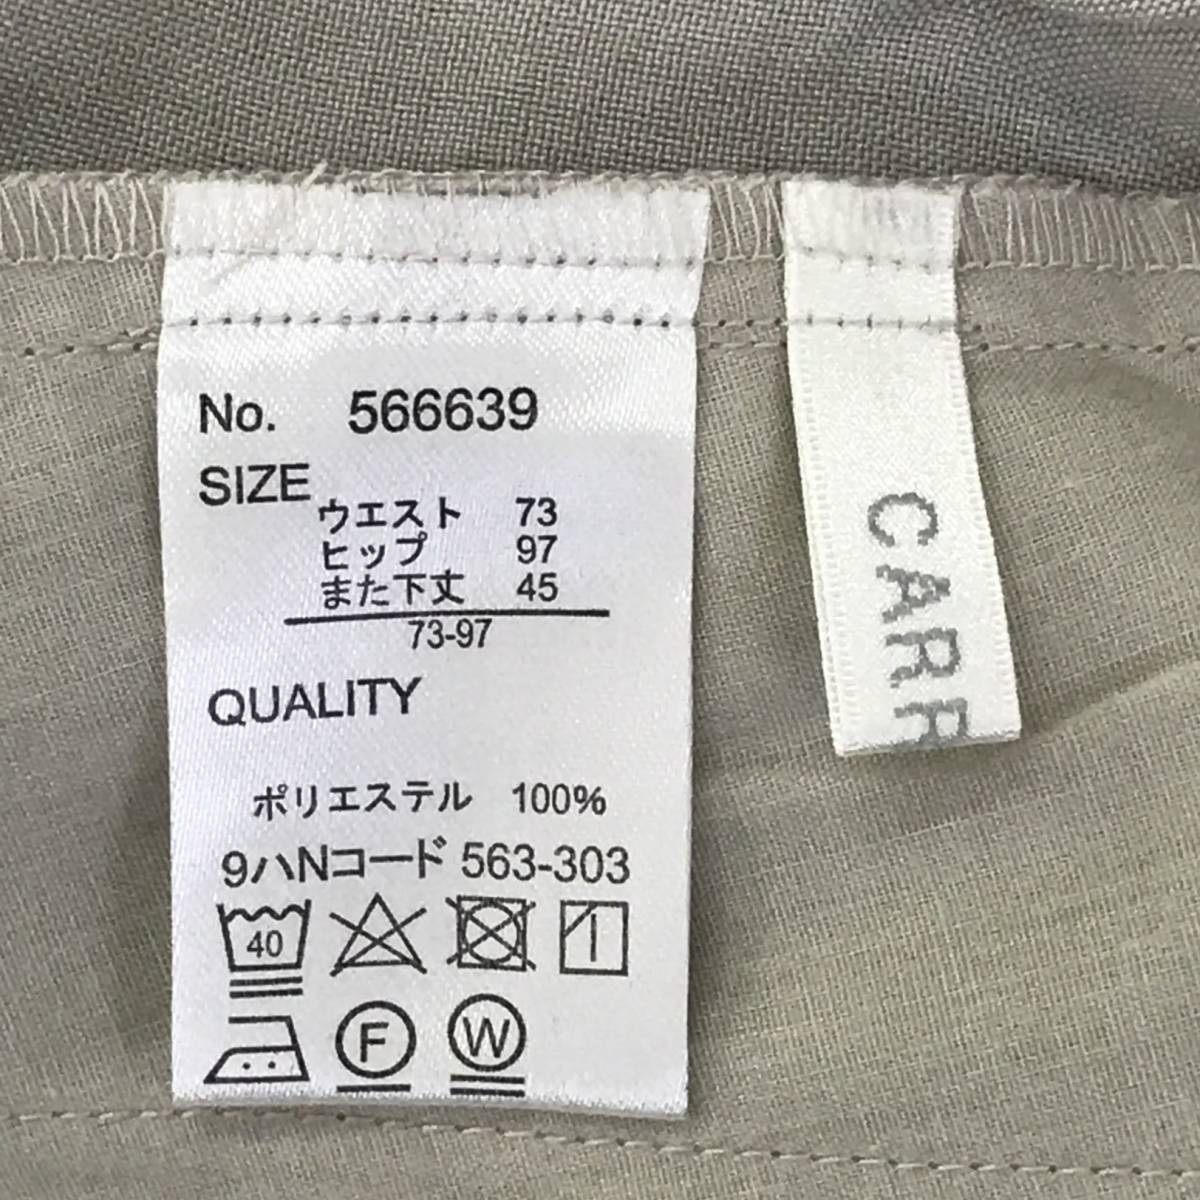 No. 566639
SIZE
ウエスト 73
ヒップ 97
また下丈 45
73-97
QUALITY
ポリエステル 100%
9ハNコード 563-303
40
F
W
CARR